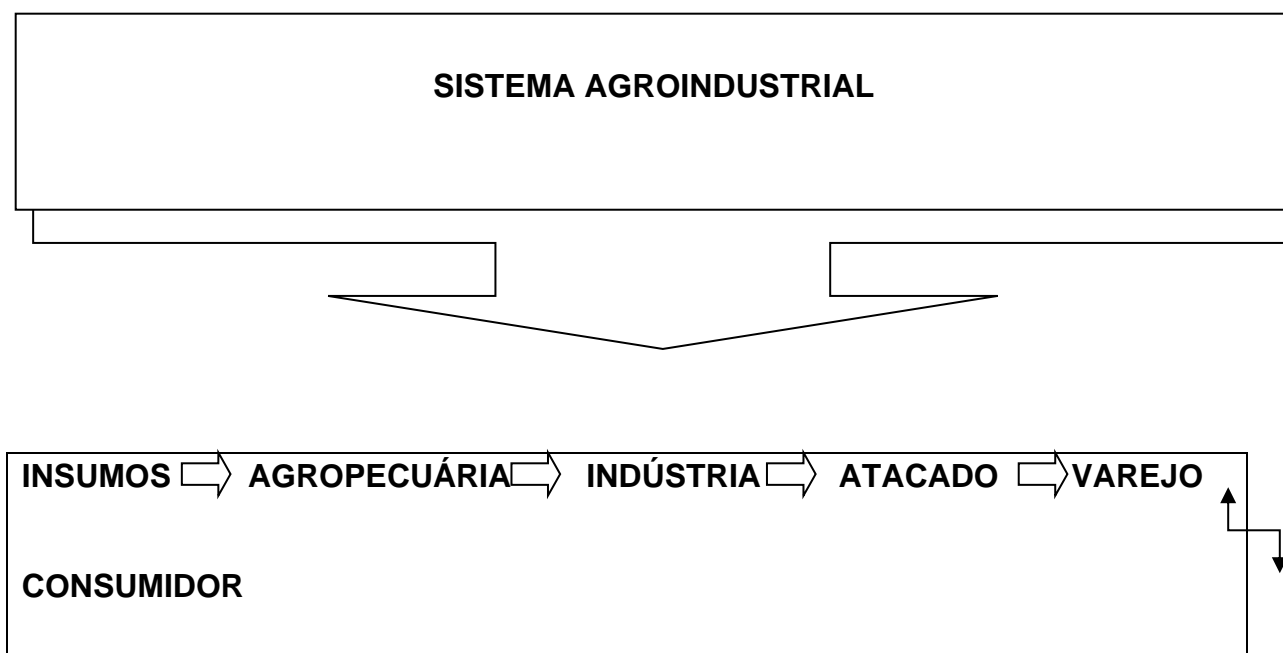 SISTEMA AGROINDUSTRIAL
INSUMOS AGROPECUÁRIA INDÚSTRIA ATACADO VAREJO
CONSUMIDOR